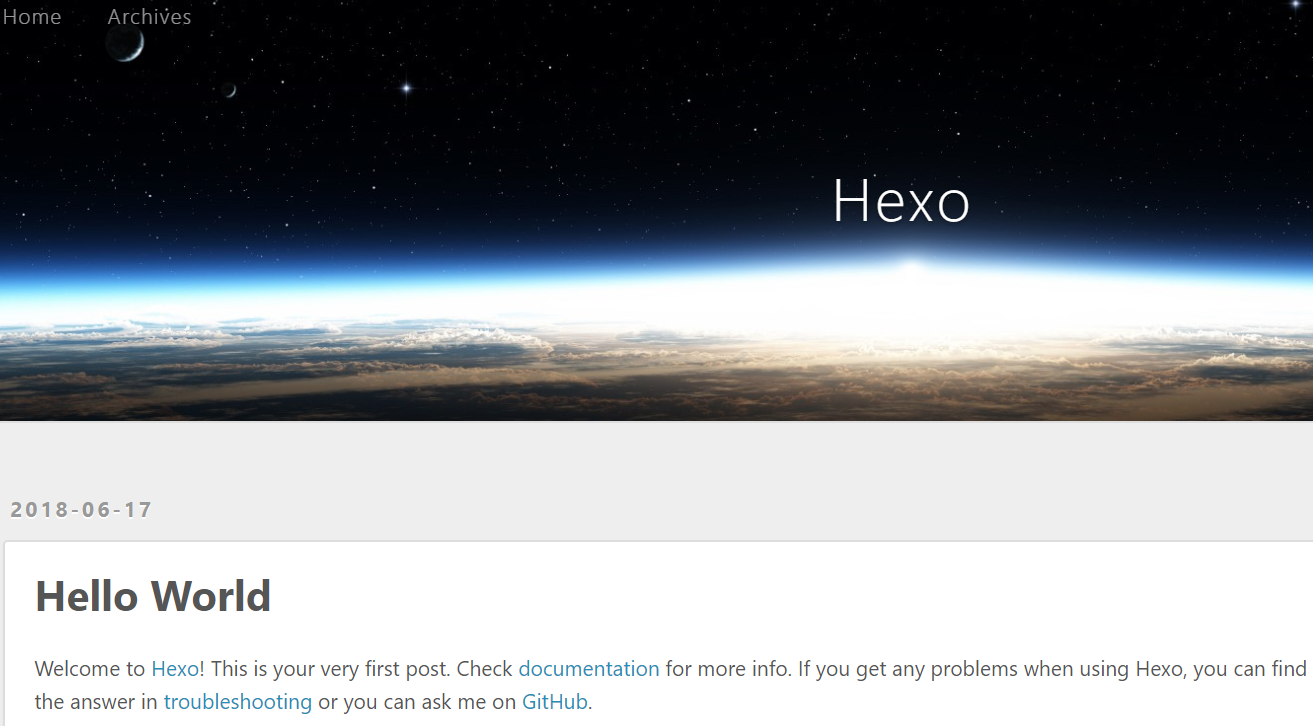 Home Archives
Hexo
2018-06-17
Hello World
Welcome to Hexo! This is your very first post. Check documentation for more info. If you get any problems when using Hexo, you can find
the answer in troubleshooting or you can ask me on GitHub.